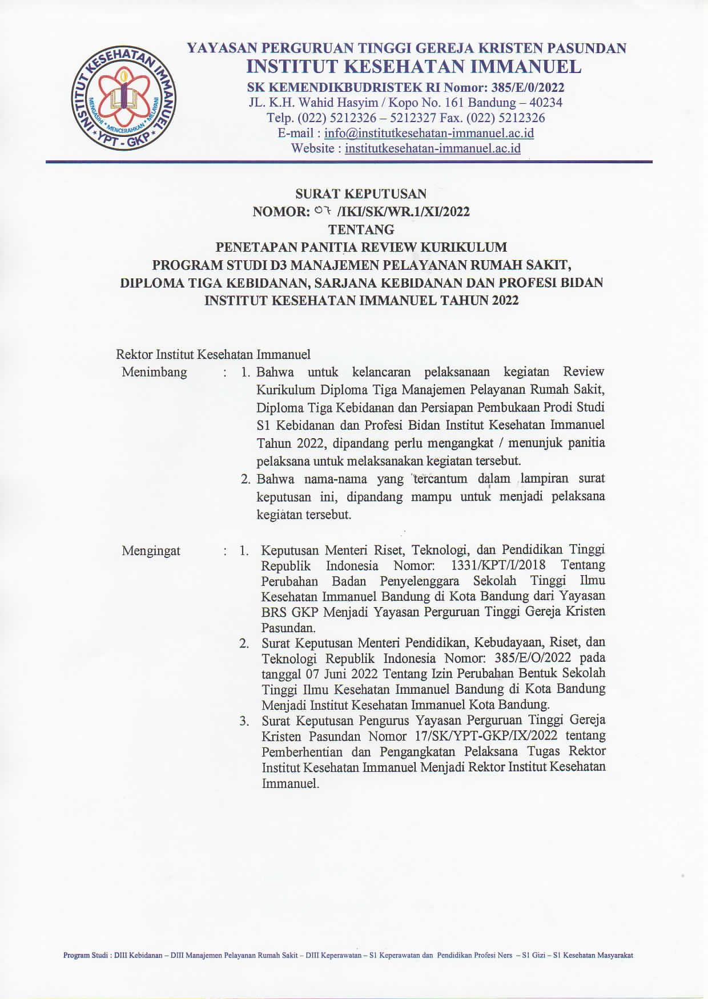 INSTITUT KESEHATAN IMMANUEL
MENGASIHI * MENCERAHKAN * MELAYANI
* YPT - GKP *
YAYASAN PERGURUAN TINGGI GEREJA KRISTEN PASUNDAN
INSTITUT KESEHATAN IMMANUEL
SK KEMENDIKBUDRISTEK RI Nomor: 385/E/0/2022
JL. K.H. Wahid Hasyim / Kopo No. 161 Bandung – 40234
Telp. (022) 5212326 – 5212327 Fax. (022) 5212326
E-mail : info@institutkesehatan-immanuel.ac.id
Website : institutkesehatan-immanuel.ac.id
SURAT KEPUTUSAN
NOMOR: 07 /IKI/SK/WR.1/XI/2022
TENTANG
PENETAPAN PANITIA REVIEW KURIKULUM
PROGRAM STUDI D3 MANAJEMEN PELAYANAN RUMAH SAKIT,
DIPLOMA TIGA KEBIDANAN, SARJANA KEBIDANAN DAN PROFESI BIDAN
INSTITUT KESEHATAN IMMANUEL TAHUN 2022
Rektor Institut Kesehatan Immanuel
Menimbang : 1. Bahwa untuk kelancaran pelaksanaan kegiatan Review
Kurikulum Diploma Tiga Manajemen Pelayanan Rumah Sakit,
Diploma Tiga Kebidanan dan Persiapan Pembukaan Prodi Studi
S1 Kebidanan dan Profesi Bidan Institut Kesehatan Immanuel
Tahun 2022, dipandang perlu mengangkat / menunjuk panitia
pelaksana untuk melaksanakan kegiatan tersebut.
2. Bahwa nama-nama yang tercantum dalam lampiran surat
keputusan ini, dipandang mampu untuk menjadi pelaksana
kegiatan tersebut.
Mengingat : 1. Keputusan Menteri Riset, Teknologi, dan Pendidikan Tinggi
Republik Indonesia Nomor: 1331/KPT/I/2018 Tentang
Perubahan Badan Penyelenggara Sekolah Tinggi Ilmu
Kesehatan Immanuel Bandung di Kota Bandung dari Yayasan
BRS GKP Menjadi Yayasan Perguruan Tinggi Gereja Kristen
Pasundan.
2. Surat Keputusan Menteri Pendidikan, Kebudayaan, Riset, dan
Teknologi Republik Indonesia Nomor: 385/E/O/2022 pada
tanggal 07 Juni 2022 Tentang Izin Perubahan Bentuk Sekolah
Tinggi Ilmu Kesehatan Immanuel Bandung di Kota Bandung
Menjadi Institut Kesehatan Immanuel Kota Bandung.
3. Surat Keputusan Pengurus Yayasan Perguruan Tinggi Gereja
Kristen Pasundan Nomor 17/SK/YPT-GKP/IX/2022 tentang
Pemberhentian dan Pengangkatan Pelaksana Tugas Rektor
Institut Kesehatan Immanuel Menjadi Rektor Institut Kesehatan
Immanuel.
Program Studi : DIII Kebidanan – DIII Manajemen Pelayanan Rumah Sakit – DIII Keperawatan – S1 Keperawatan dan Pendidikan Profesi Ners – S1 Gizi – S1 Kesehatan Masyarakat